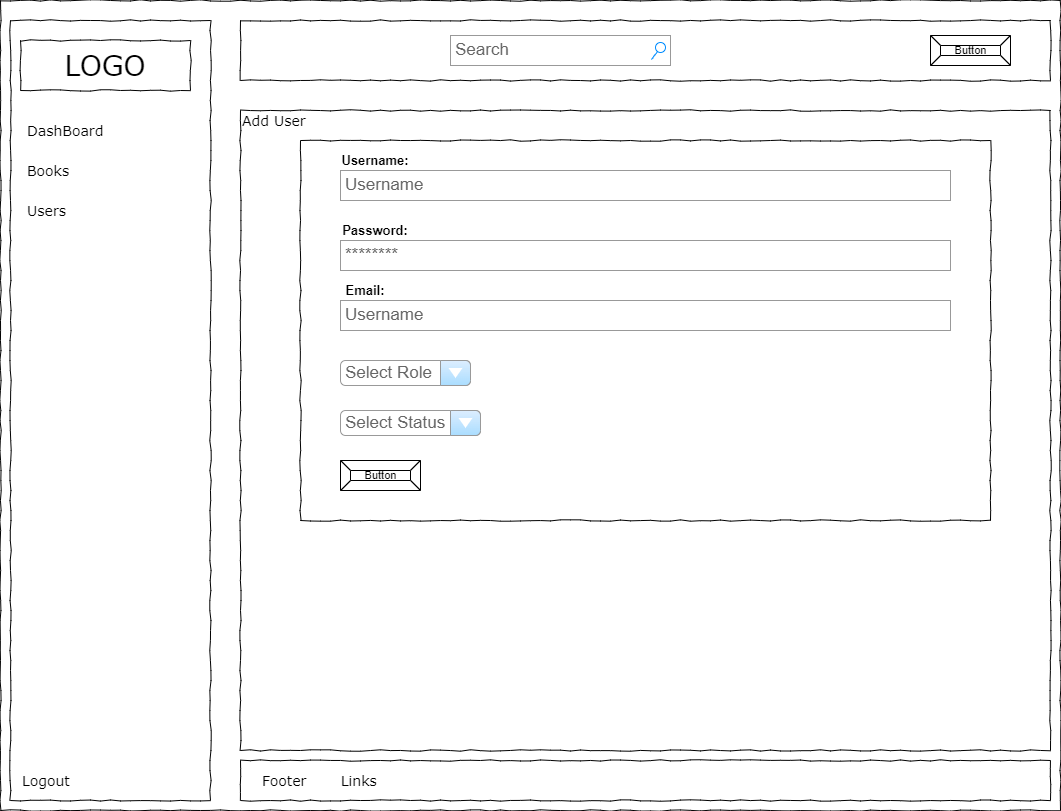 LOGO
DashBoard
Books
Users
Logout
Search
Button
Add User
Username:
Username
Password:
********
Email:
Username
Select Role
Select Status
Button
Footer
Links